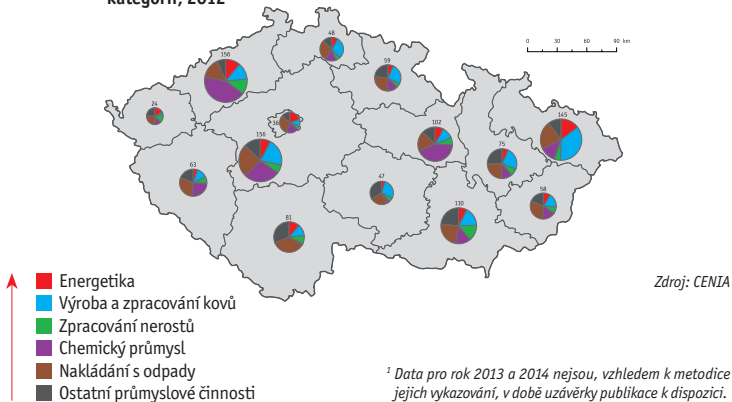 kategorií, 2012
0 30 60 90 km
48
156
59
24
36
156
102
145
75
63
47
58
110
81
Energetika
Výroba a zpracování kovů
Zpracování nerostů
Chemický průmysl
Nakládání s odpady
Ostatní průmyslové činnosti
Zdroj: CENIA
¹ Data pro rok 2013 a 2014 nejsou, vzhledem k metodice
jejich vykazování, v době uzávěrky publikace k dispozici.